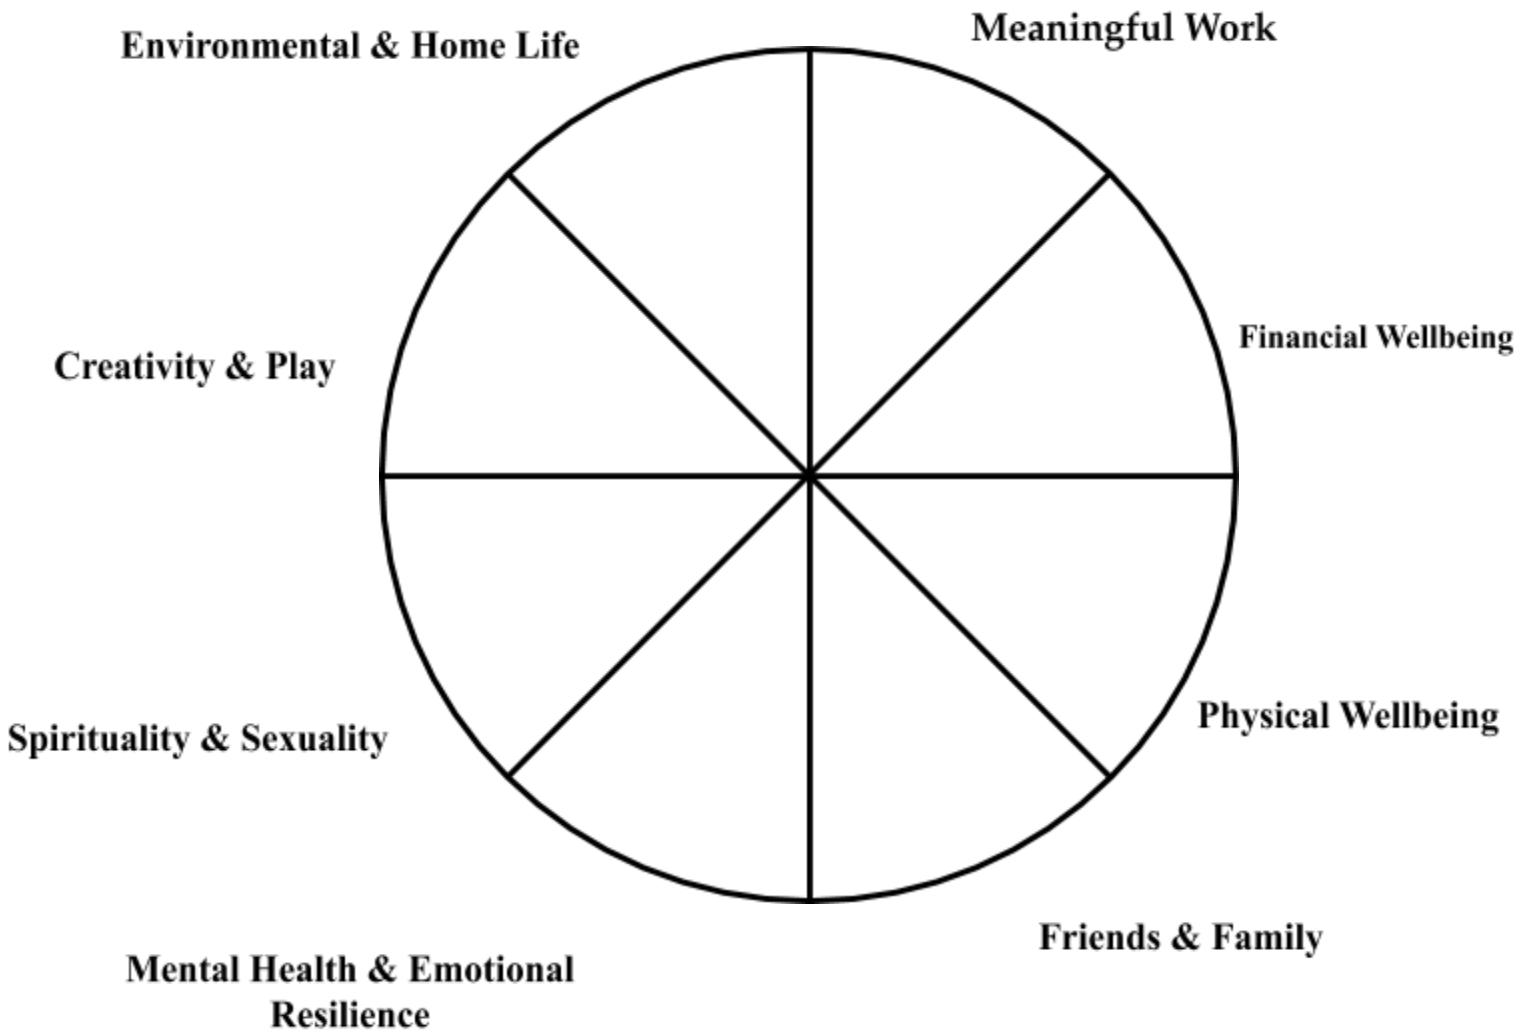 Meaningful Work
Environmental & Home Life
Financial Wellbeing
Creativity & Play
Physical Wellbeing
Spirituality & Sexuality
Friends & Family
Mental Health & Emotional
Resilience